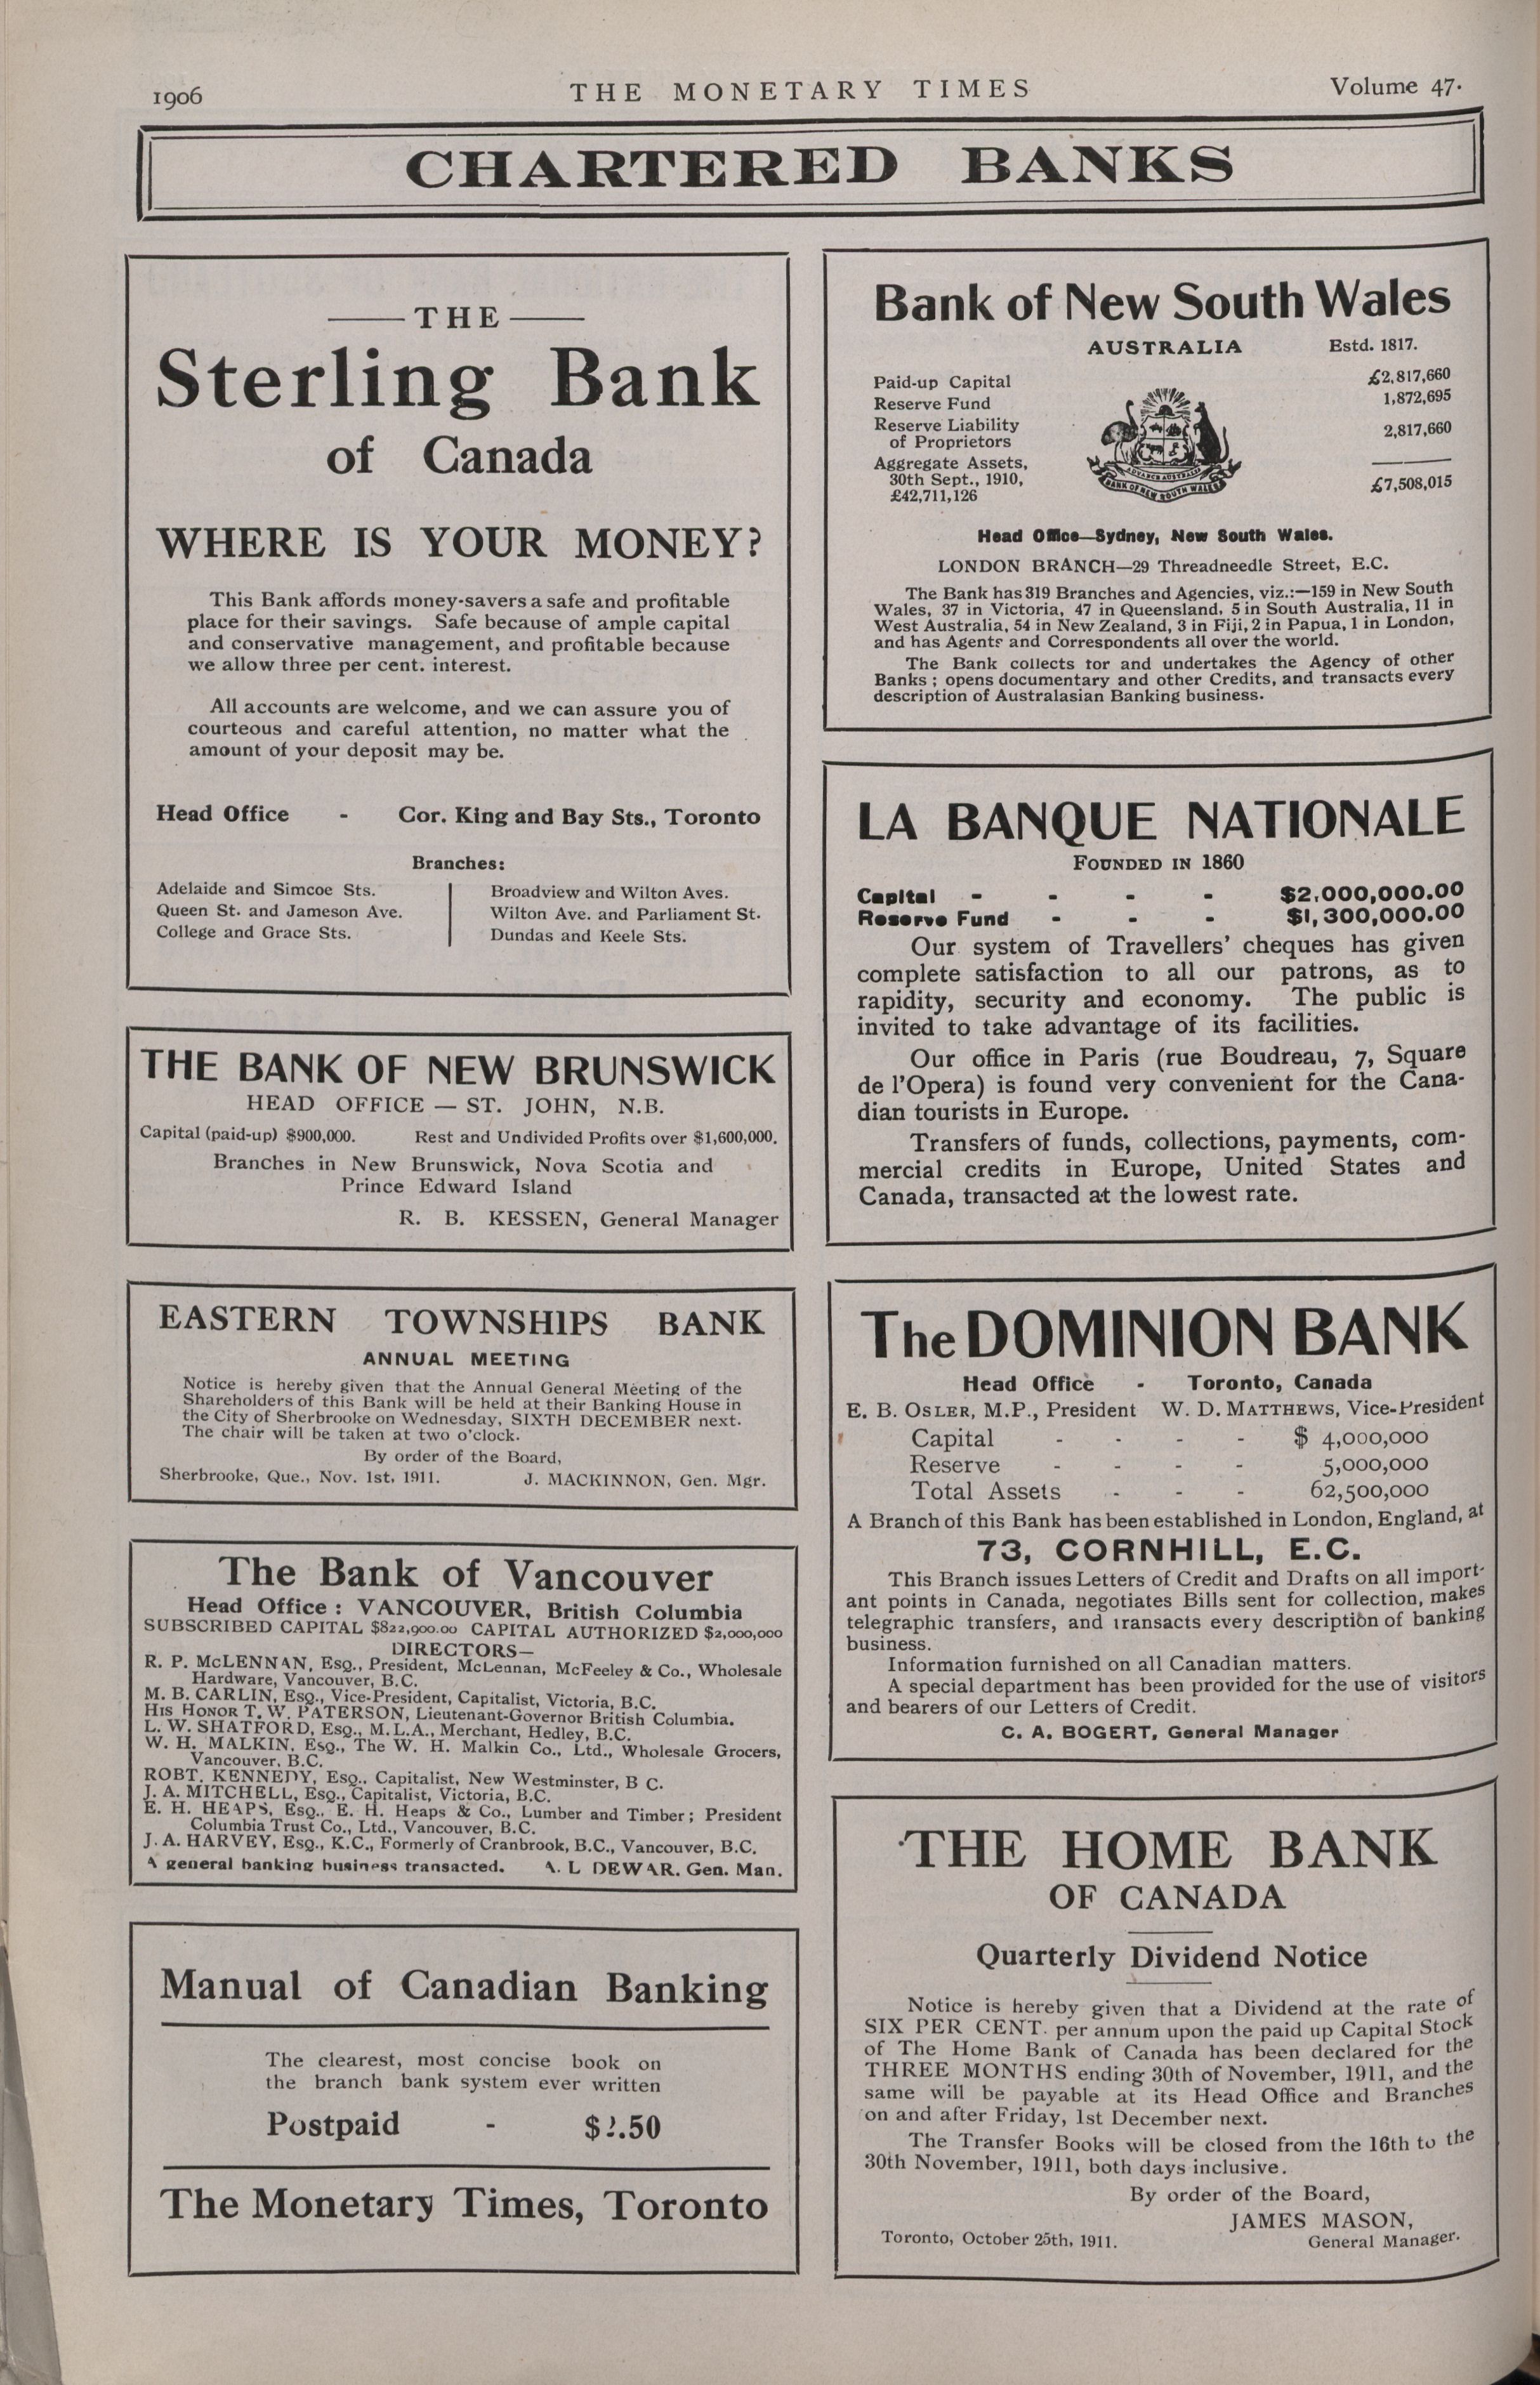 1906
THE MONETARY TIMES
Volume 47.
CHARTERED BANKS
THE
Sterling Bank
of Canada
WHERE IS YOUR MONEY?
This Bank affords money-savers a safe and profitable
place for their savings. Safe because of ample capital
and conservative management, and profitable because
we allow three per cent. interest.
All accounts are welcome, and we can assure you of
courteous and careful attention, no matter what the
amount of your deposit may be.
Head Office - Cor. King and Bay Sts., Toronto
Branches:
Adelaide and Simcoe Sts.
Queen St. and Jameson Ave.
College and Grace Sts.
Broadview and Wilton Aves.
Wilton Ave. and Parliament St.
Dundas and Keele Sts.
THE BANK OF NEW BRUNSWICK
HEAD OFFICE — ST. JOHN, N.B.
Capital (paid-up) $900,000. Rest and Undivided Profits over $1,600,000.
Branches in New Brunswick, Nova Scotia and
Prince Edward Island
R. B. KESSEN, General Manager
EASTERN TOWNSHIPS BANK
ANNUAL MEETING
Notice is hereby given that the Annual General Meeting of the
Shareholders of this Bank will be held at their Banking House in
the City of Sherbrooke on Wednesday, SIXTH DECEMBER next.
The chair will be taken at two o'clock.
By order of the Board,
Sherbrooke, Que., Nov. 1st, 1911. J. MACKINNON, Gen. Mgr.
The Bank of Vancouver
Head Office : VANCOUVER, British Columbia
SUBSCRIBED CAPITAL $822,900.00 CAPITAL AUTHORIZED $2,000,000
DIRECTORS—
R. P. McLENNAN, Esq., President, McLennan, McFeeley & Co., Wholesale
Hardware, Vancouver, B.C.
M. B. CARLIN, Esq., Vice-President, Capitalist, Victoria, B.C.
HIS HONOR T. W. PATERSON, Lieutenant-Governor British Columbia.
L. W. SHATFORD, Esq., M.L.A., Merchant, Hedley, B.C.
W. H. MALKIN, Esq., The W. H. Malkin Co., Ltd., Wholesale Grocers,
Vancouver, B.C.
ROBT. KENNEDY, Esq., Capitalist, New Westminster, B C.
J. A. MITCHELL, Esq., Capitalist, Victoria, B.C.
E. H. HEAPS, Esq., E. H. Heaps & Co., Lumber and Timber; President
Columbia Trust Co., Ltd., Vancouver, B.C.
J. A. HARVEY, Esq., K.C., Formerly of Cranbrook, B.C., Vancouver, B.C.
A general banking business transacted. A. L DEWAR. Gen. Man.
Manual of Canadian Banking
The clearest, most concise book on
the branch bank system ever written
Postpaid -
The Monetary Times, Toronto
Bank of New South Wales
AUSTRALIA Estd. 1817.
Paid-up Capital £2,817,660
Reserve Fund 1,872,695
Reserve Liability
of Proprietors 2,817,660
Aggregate Assets,
30th Sept., 1910,
£42,711,126 £7,508,015
ADVANCE AUSTRALIA
BANK OF NEW SOUTH WALES
Head Office—Sydney, New South Wales.
LONDON BRANCH—29 Threadneedle Street, E.C.
The Bank has 319 Branches and Agencies, viz.:—159 in New South
Wales, 37 in Victoria, 47 in Queensland, 5 in South Australia, 11 in
West Australia, 54 in New Zealand, 3 in Fiji, 2 in Papua, 1 in London,
and has Agents and Correspondents all over the world.
The Bank collects for and undertakes the Agency of other
Banks ; opens documentary and other Credits, and transacts every
description of Australasian Banking business.
LA BANQUE NATIONALE
FOUNDED IN 1860
Capital - - - - $2,000,000.00
Reserve Fund - - - $1,300,000.00
Our system of Travellers' cheques has given
complete satisfaction to all our patrons, as to
rapidity, security and economy. The public is
invited to take advantage of its facilities.
Our office in Paris (rue Boudreau, 7, Square
de l'Opera) is found very convenient for the Cana-
dian tourists in Europe.
Transfers of funds, collections, payments, com-
mercial credits in Europe, United States and
Canada, transacted at the lowest rate.
The DOMINION BANK
Head Office - Toronto, Canada
E. B. OSLER, M.P., President W. D. MATTHEWS, Vice-President
Capital - - - - $ 4,000,000
Reserve - - - - 5,000,000
Total Assets - - - 62,500,000
A Branch of this Bank has been established in London, England, at
73, CORNHILL, E.C.
This Branch issues Letters of Credit and Drafts on all import-
ant points in Canada, negotiates Bills sent for collection, makes
telegraphic transfers, and transacts every description of banking
business.
Information furnished on all Canadian matters.
A special department has been provided for the use of visitors
and bearers of our Letters of Credit.
C. A. BOGERT, General Manager
THE HOME BANK
OF CANADA
Quarterly Dividend Notice
Notice is hereby given that a Dividend at the rate of
SIX PER CENT. per annum upon the paid up Capital Stock
of The Home Bank of Canada has been declared for the
THREE MONTHS ending 30th of November, 1911, and the
same will be payable at its Head Office and Branches
on and after Friday, 1st December next.
The Transfer Books will be closed from the 16th to the
30th November, 1911, both days inclusive.
By order of the Board,
JAMES MASON,
Toronto, October 25th, 1911. General Manager.